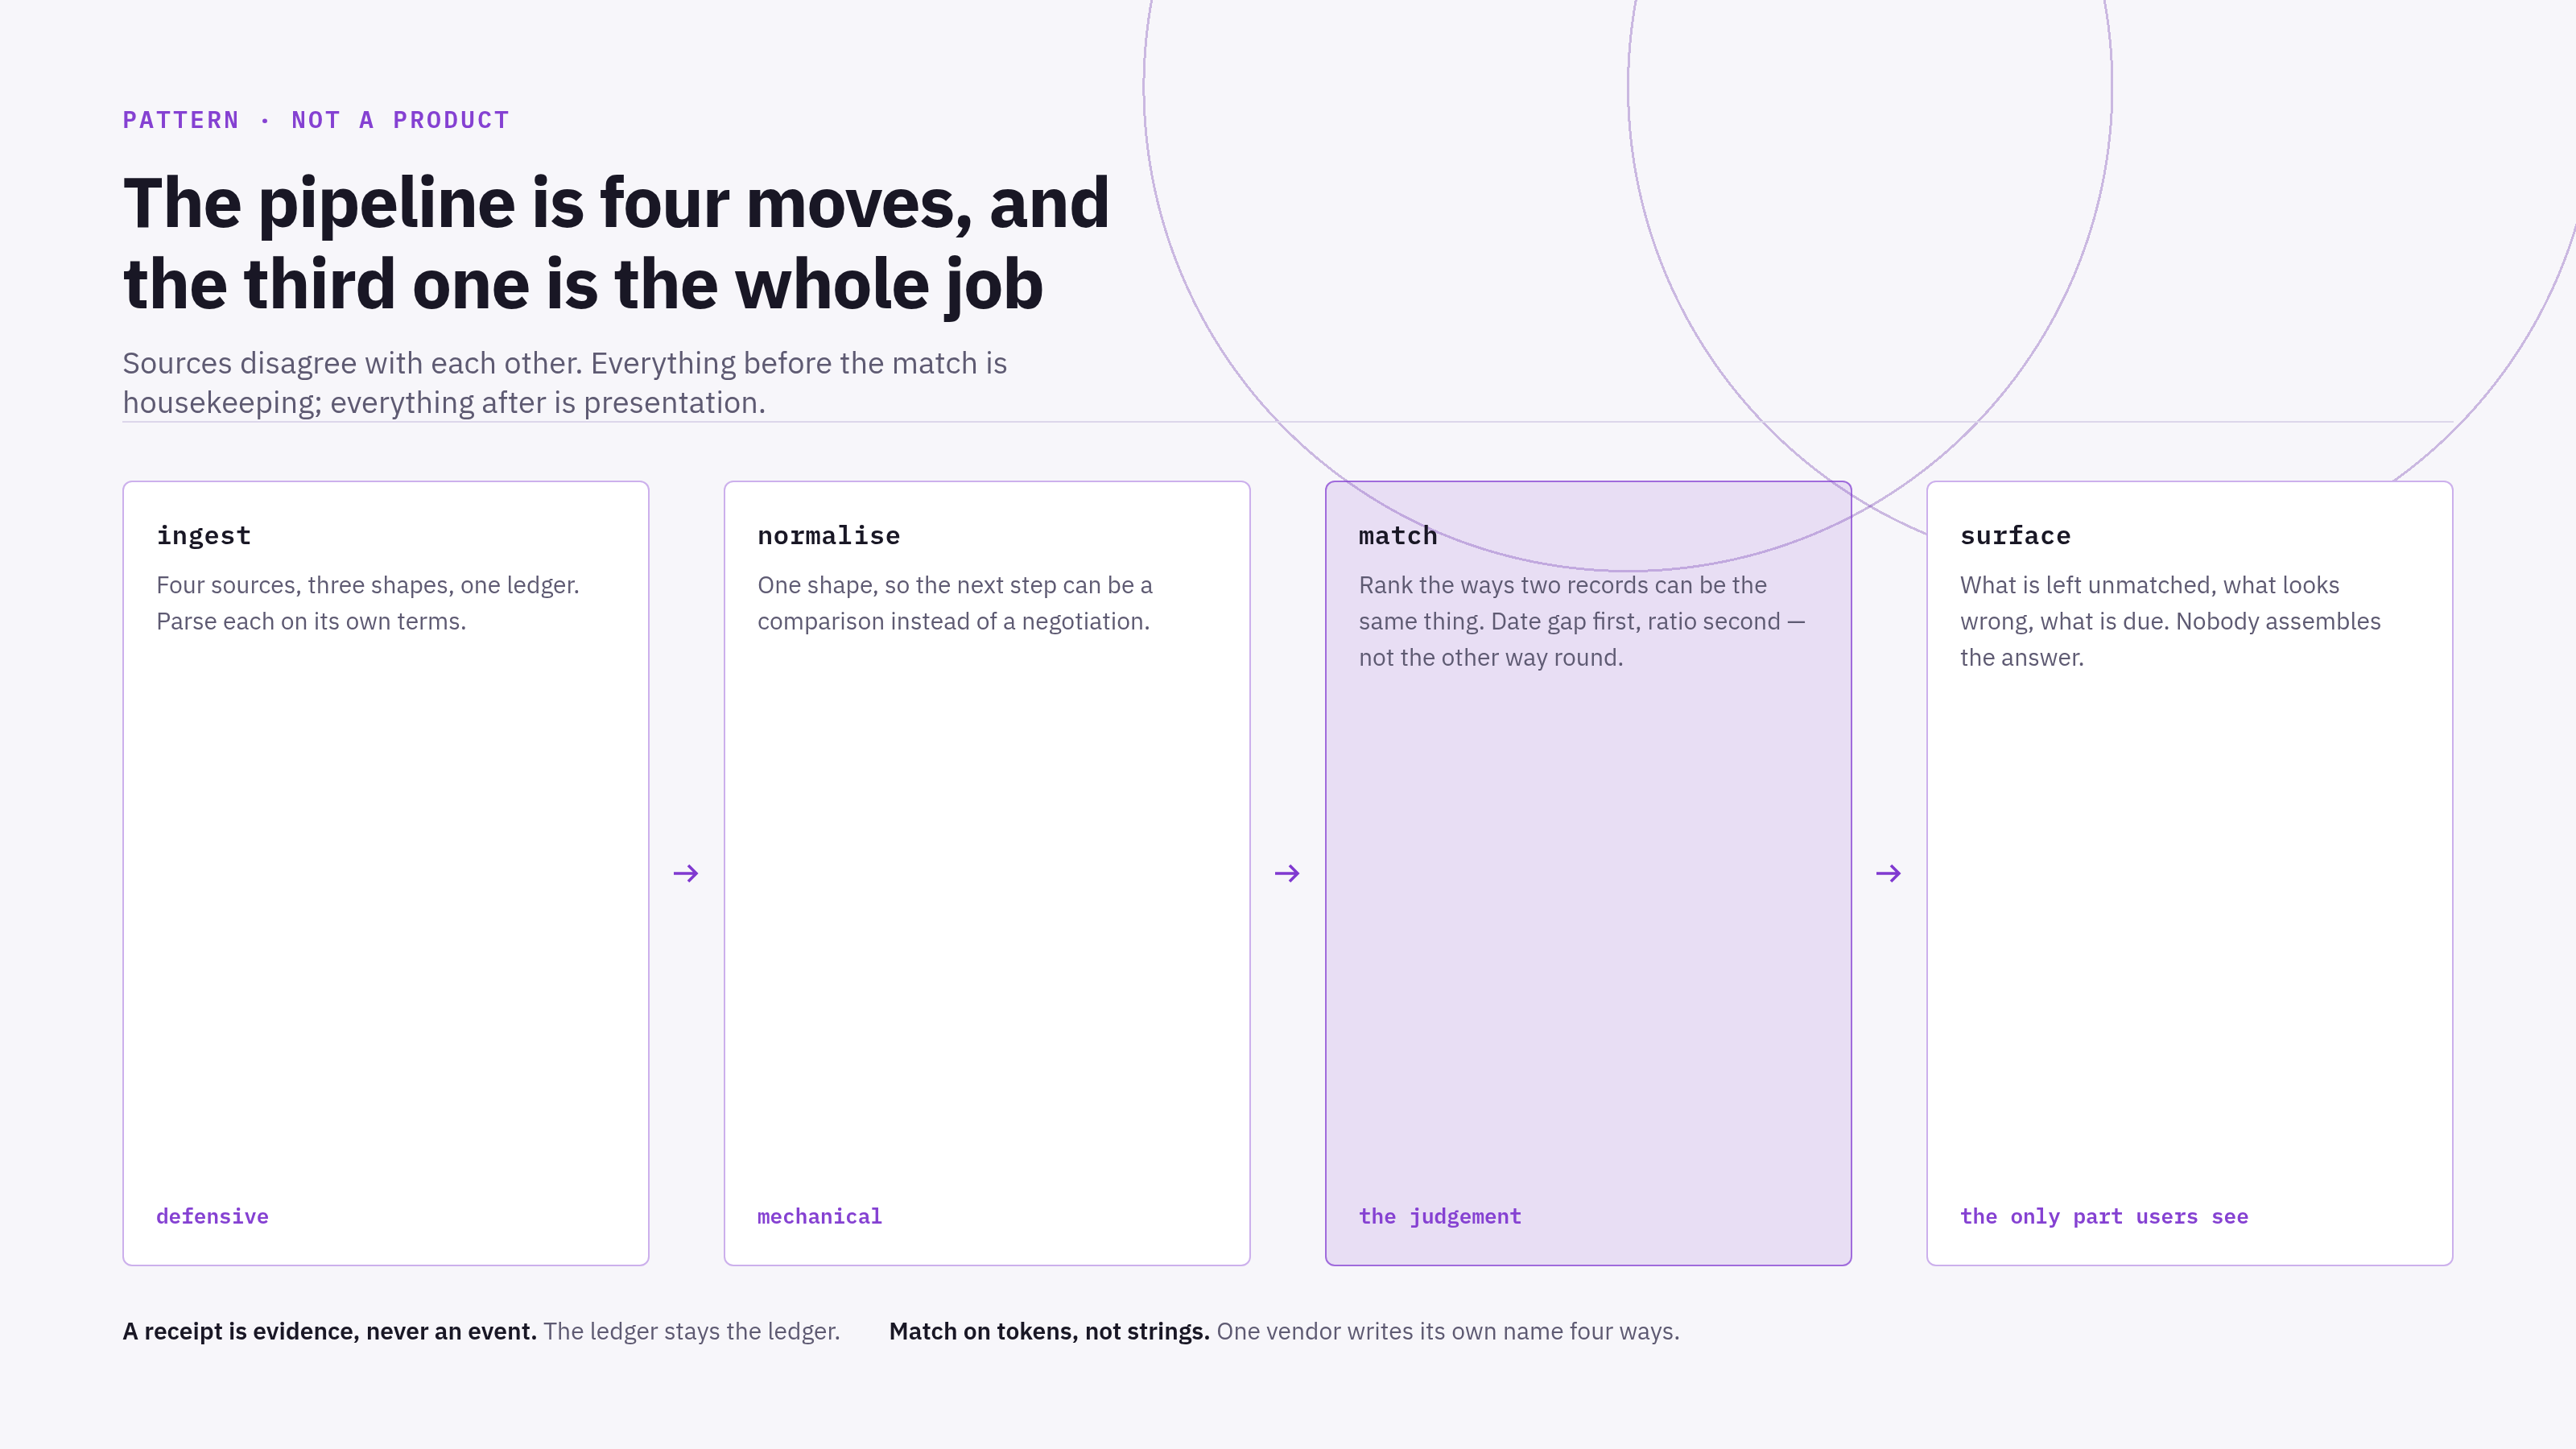 PATTERN · NOT A PRODUCT
The pipeline is four moves, and
the third one is the whole job
Sources disagree with each other. Everything before the match is
housekeeping; everything after is presentation.
ingest
Four sources, three shapes, one ledger.
Parse each on its own terms.
defensive
→
normalise
One shape, so the next step can be a
comparison instead of a negotiation.
mechanical
→
match
Rank the ways two records can be the
same thing. Date gap first, ratio second —
not the other way round.
the judgement
→
surface
What is left unmatched, what looks
wrong, what is due. Nobody assembles
the answer.
the only part users see
A receipt is evidence, never an event. The ledger stays the ledger.
Match on tokens, not strings. One vendor writes its own name four ways.